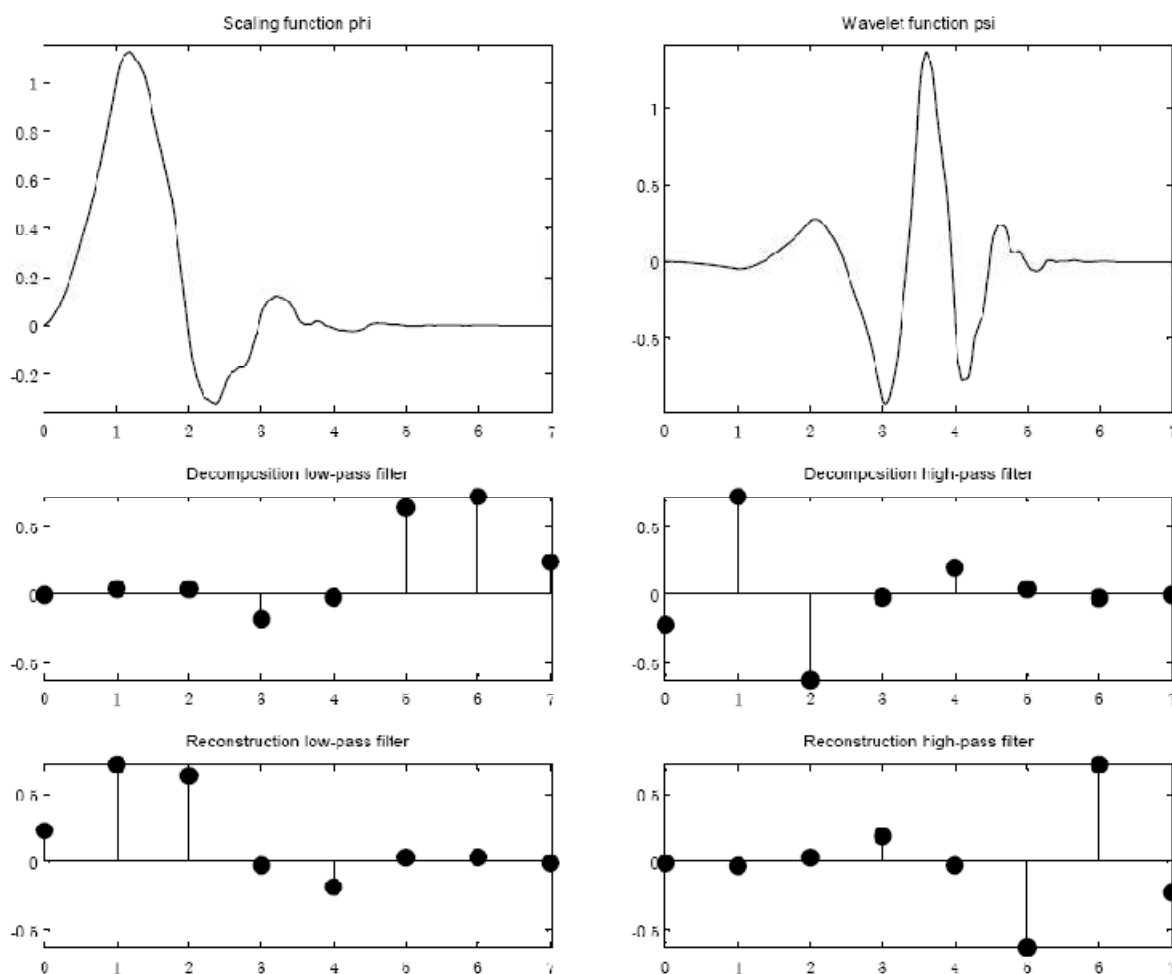 Scaling function phi
Wavelet function psi
1
0.8
0.6
0.4
0.2
0
-0.2
0 1 2 3 4 5 6 7
1
0.5
0
-0.5
0 1 2 3 4 5 6 7
Decomposition low-pass filter
Decomposition high-pass filter
0.5
0
-0.5
0 1 2 3 4 5 6 7
0.5
0
-0.5
0 1 2 3 4 5 6 7
Reconstruction low-pass filter
Reconstruction high-pass filter
0.5
0
-0.5
0 1 2 3 4 5 6 7
0.5
0
-0.5
0 1 2 3 4 5 6 7